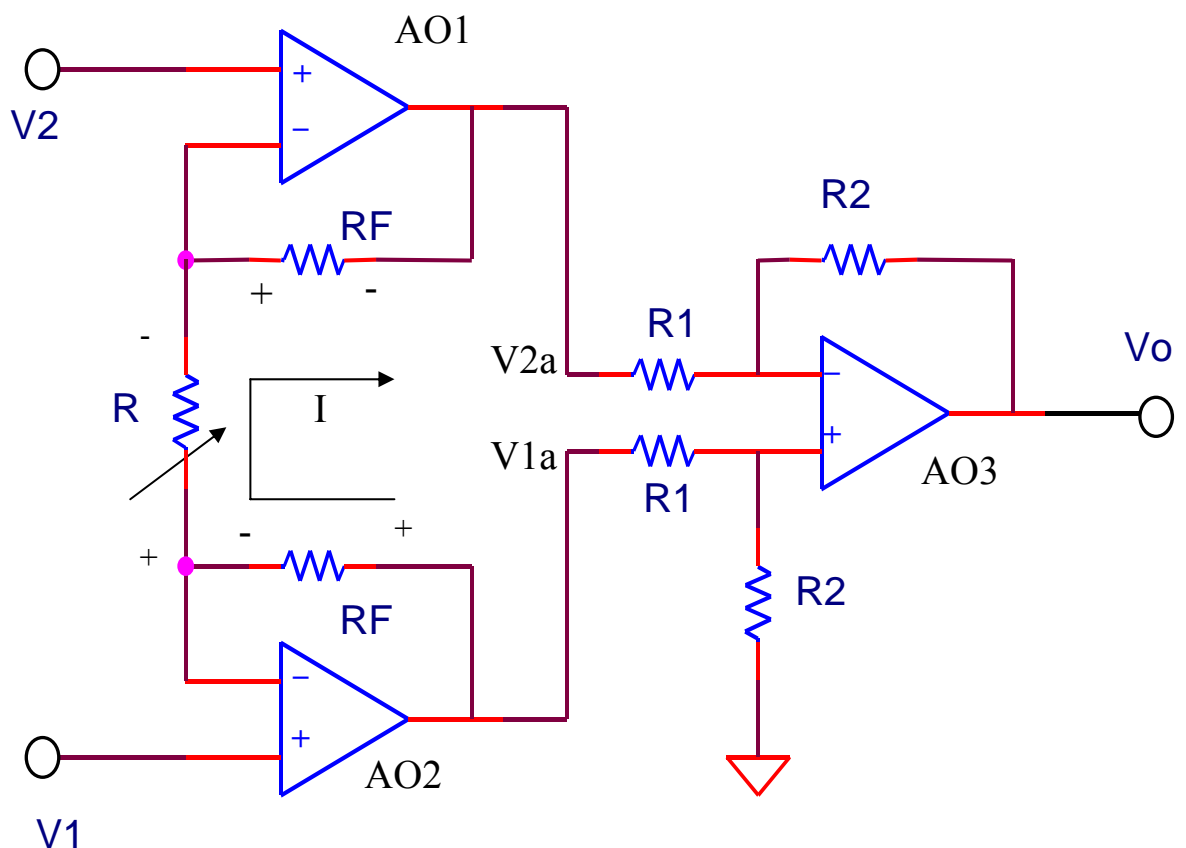 AO1
+
V2
−
RF
R2
+ -
-
R1
Vo
V2a
−
R
I
V1a
+
AO3
R1
- +
+
R2
RF
−
+
AO2
V1